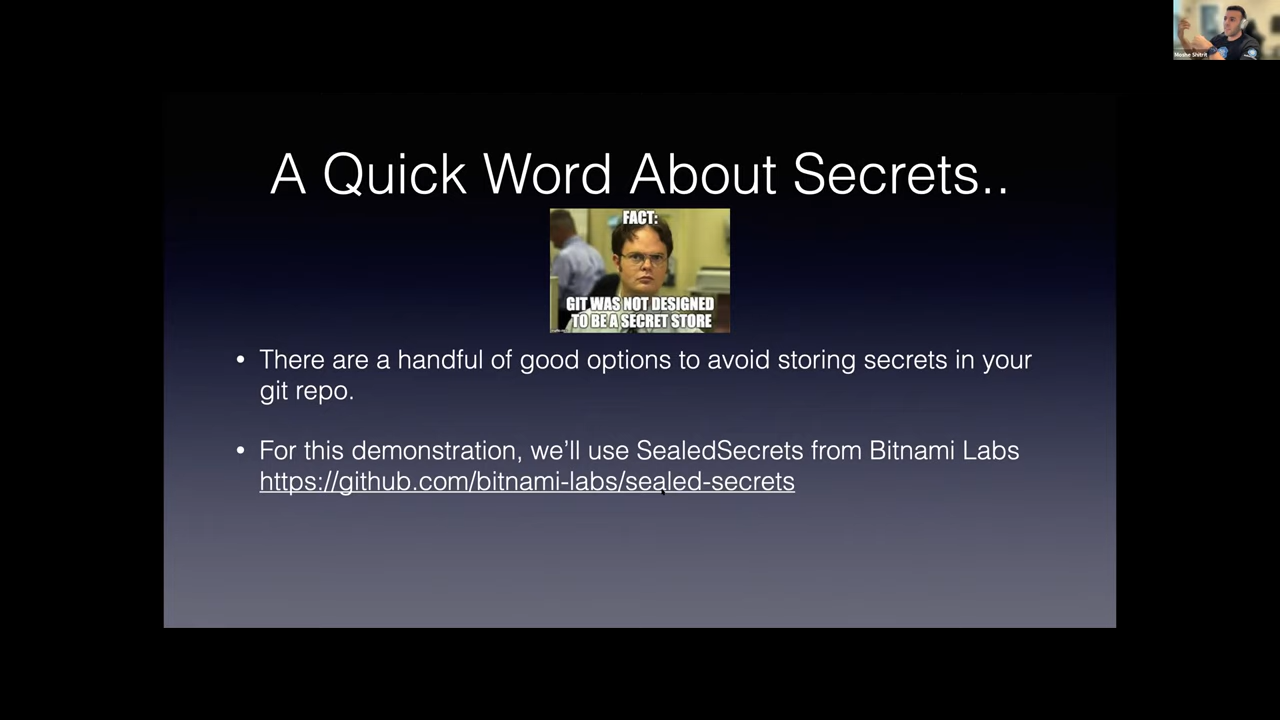 Moshe Shitrit
A Quick Word About Secrets..
FACT:
GIT WAS NOT DESIGNED
TO BE A SECRET STORE
• There are a handful of good options to avoid storing secrets in your
git repo.
• For this demonstration, we’ll use SealedSecrets from Bitnami Labs
https://github.com/bitnami-labs/sealed-secrets